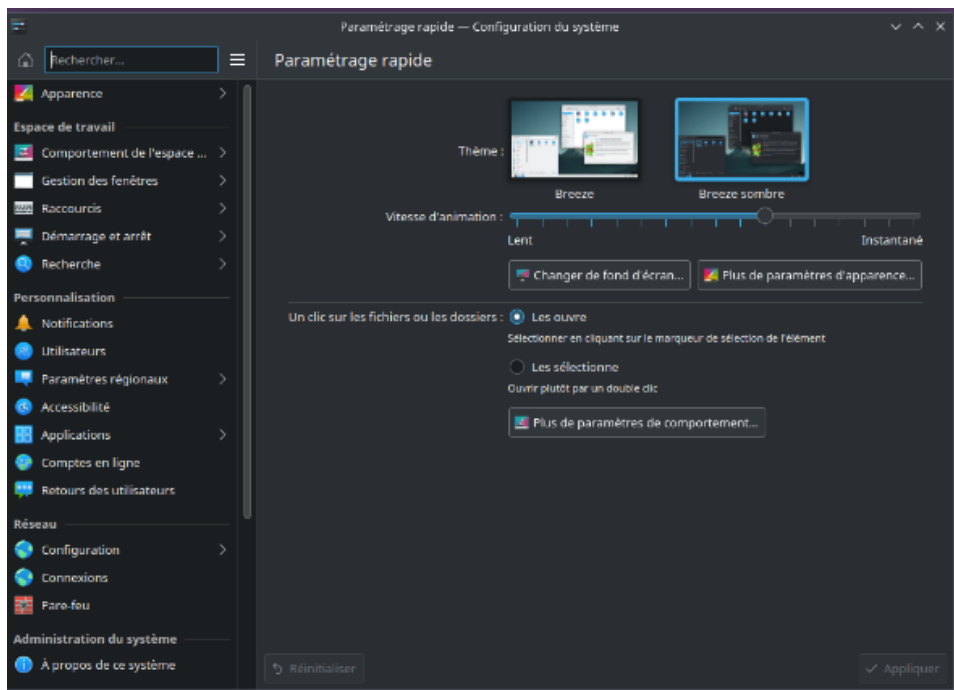 Paramétrage rapide — Configuration du système
Rechercher...
Paramétrage rapide
Apparence
Espace de travail
Comportement de l'espace ...
Gestion des fenêtres
Raccourcis
Démarrage et arrêt
Recherche
Personnalisation
Notifications
Utilisateurs
Paramètres régionaux
Accessibilité
Applications
Comptes en ligne
Retours des utilisateurs
Réseau
Configuration
Connexions
Pare-feu
Administration du système
À propos de ce système
Thème :
Breeze
Breeze sombre
Vitesse d'animation :
Lent
Instantané
Changer de fond d'écran...
Plus de paramètres d'apparence...
Un clic sur les fichiers ou les dossiers :
Les ouvre
Sélectionner en cliquant sur le marqueur de sélection de l'élément
Les sélectionne
Ouvrir plutôt par un double clic
Plus de paramètres de comportement...
Réinitialiser
Appliquer